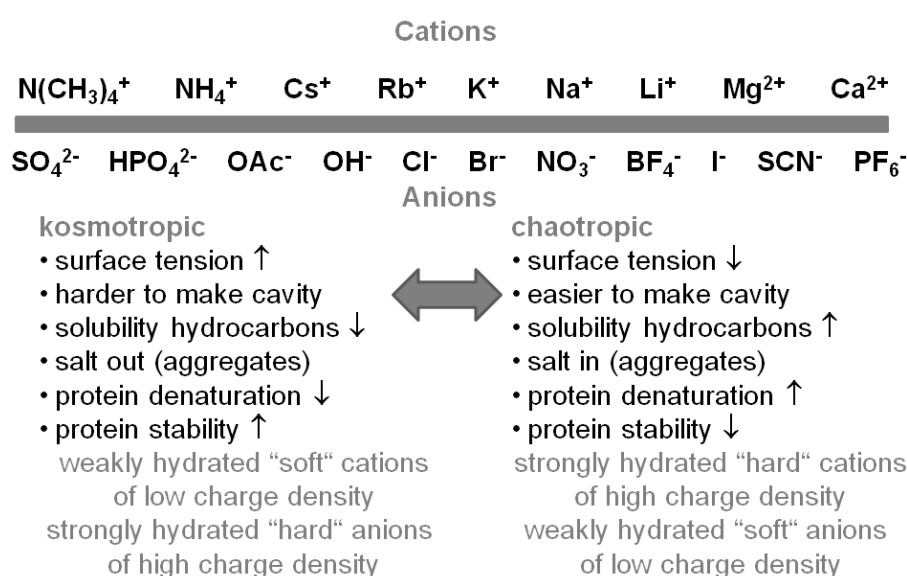 Cations
N(CH₃)₄⁺ NH₄⁺ Cs⁺ Rb⁺ K⁺ Na⁺ Li⁺ Mg²⁺ Ca²⁺
SO₄²⁻ HPO₄²⁻ OAc⁻ OH⁻ Cl⁻ Br⁻ NO₃⁻ BF₄⁻ I⁻ SCN⁻ PF₆⁻
Anions
kosmotropic
• surface tension ↑
• harder to make cavity
• solubility hydrocarbons ↓
• salt out (aggregates)
• protein denaturation ↓
• protein stability ↑
weakly hydrated "soft" cations
of low charge density
strongly hydrated "hard" anions
of high charge density
chaotropic
• surface tension ↓
• easier to make cavity
• solubility hydrocarbons ↑
• salt in (aggregates)
• protein denaturation ↑
• protein stability ↓
strongly hydrated "hard" cations
of high charge density
weakly hydrated "soft" anions
of low charge density